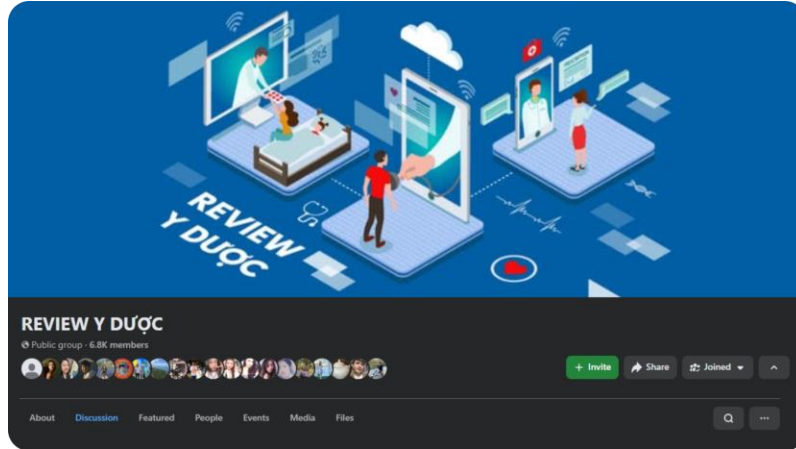 REVIEW
Y DƯỢC
REVIEW Y DƯỢC
Public group · 6.8K members
+ Invite
Share
Joined
About
Discussion
Featured
People
Events
Media
Files